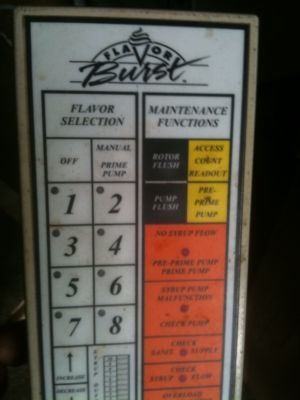 FLAVOR
Burst
FLAVOR
SELECTION
MAINTENANCE
FUNCTIONS
OFF
MANUAL
PRIME
PUMP
ROTOR
FLUSH
ACCESS
COUNT
READOUT
1
2
PUMP
FLUSH
PRE-
PRIME
PUMP
3
4
NO SYRUP FLOW
PRE-PRIME PUMP
PRIME PUMP
5
6
SYRUP PUMP
MALFUNCTION
CHECK PUMP
7
8
CHECK
SANI. SUPPLY
INCREASE
DECREASE
SYRUP
CHECK
SYRUP FLOW
OVERLOAD